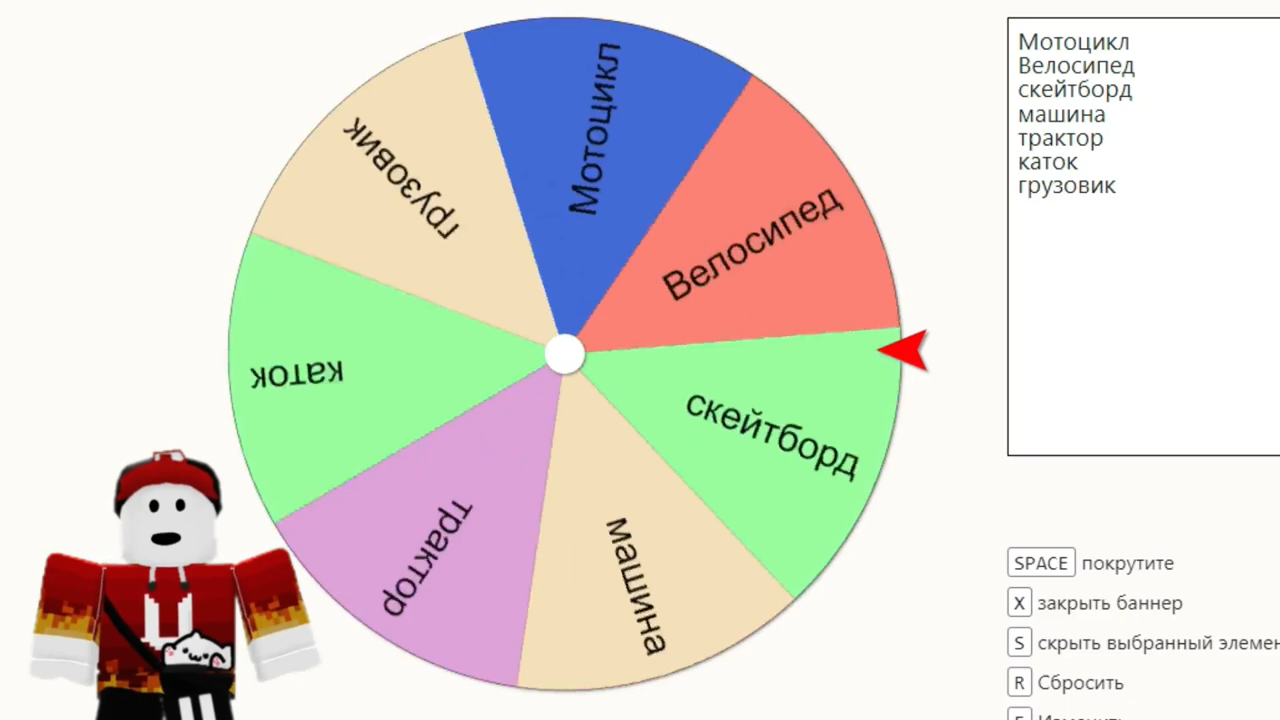 Мотоцикл
Велосипед
скейтборд
машина
трактор
каток
грузовик
Мотоцикл
Велосипед
скейтборд
машина
трактор
каток
грузовик
SPACE покрутите
X закрыть баннер
S скрыть выбранный элемен
R Сбросить